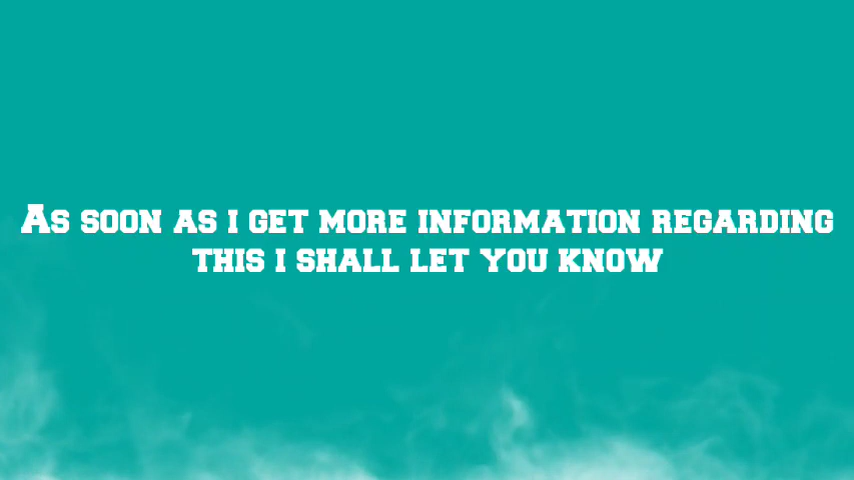 As soon as i get more information regarding
this i shall let you know